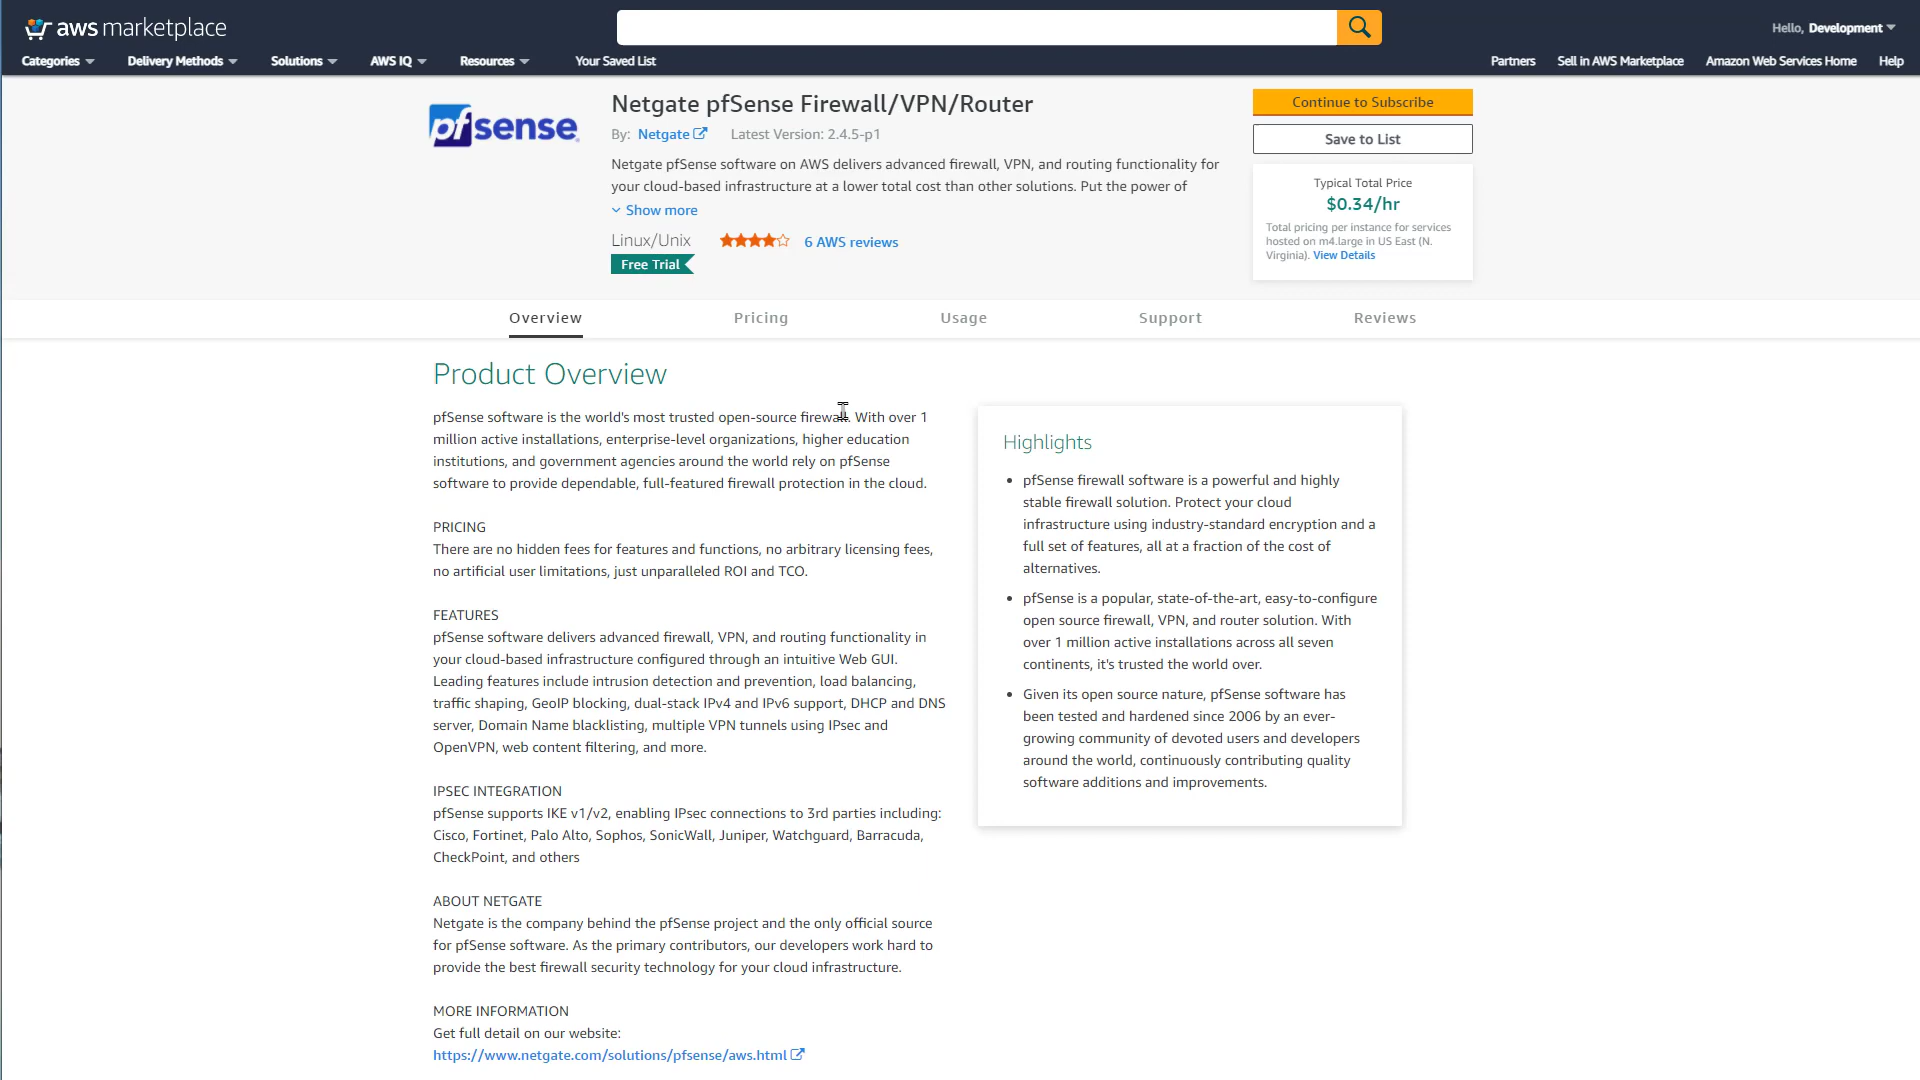 aws marketplace
Hello, Development
Categories
Delivery Methods
Solutions
AWS IQ
Resources
Your Saved List
Partners
Sell in AWS Marketplace
Amazon Web Services Home
Help
pfsense
Netgate pfSense Firewall/VPN/Router
By: Netgate Latest Version: 2.4.5-p1
Netgate pfSense software on AWS delivers advanced firewall, VPN, and routing functionality for
your cloud-based infrastructure at a lower total cost than other solutions. Put the power of
Show more
Linux/Unix
6 AWS reviews
Free Trial
Continue to Subscribe
Save to List
Typical Total Price
$0.34/hr
Total pricing per instance for services
hosted on m4.large in US East (N.
Virginia). View Details
Overview
Pricing
Usage
Support
Reviews
Product Overview
pfSense software is the world's most trusted open-source firewall. With over 1
million active installations, enterprise-level organizations, higher education
institutions, and government agencies around the world rely on pfSense
software to provide dependable, full-featured firewall protection in the cloud.
PRICING
There are no hidden fees for features and functions, no arbitrary licensing fees,
no artificial user limitations, just unparalleled ROI and TCO.
FEATURES
pfSense software delivers advanced firewall, VPN, and routing functionality in
your cloud-based infrastructure configured through an intuitive Web GUI.
Leading features include intrusion detection and prevention, load balancing,
traffic shaping, GeoIP blocking, dual-stack IPv4 and IPv6 support, DHCP and DNS
server, Domain Name blacklisting, multiple VPN tunnels using IPsec and
OpenVPN, web content filtering, and more.
IPSEC INTEGRATION
pfSense supports IKE v1/v2, enabling IPsec connections to 3rd parties including:
Cisco, Fortinet, Palo Alto, Sophos, SonicWall, Juniper, Watchguard, Barracuda,
CheckPoint, and others
ABOUT NETGATE
Netgate is the company behind the pfSense project and the only official source
for pfSense software. As the primary contributors, our developers work hard to
provide the best firewall security technology for your cloud infrastructure.
MORE INFORMATION
Get full detail on our website:
https://www.netgate.com/solutions/pfsense/aws.html
Highlights
pfSense firewall software is a powerful and highly
stable firewall solution. Protect your cloud
infrastructure using industry-standard encryption and a
full set of features, all at a fraction of the cost of
alternatives.
pfSense is a popular, state-of-the-art, easy-to-configure
open source firewall, VPN, and router solution. With
over 1 million active installations across all seven
continents, it's trusted the world over.
Given its open source nature, pfSense software has
been tested and hardened since 2006 by an ever-
growing community of devoted users and developers
around the world, continuously contributing quality
software additions and improvements.